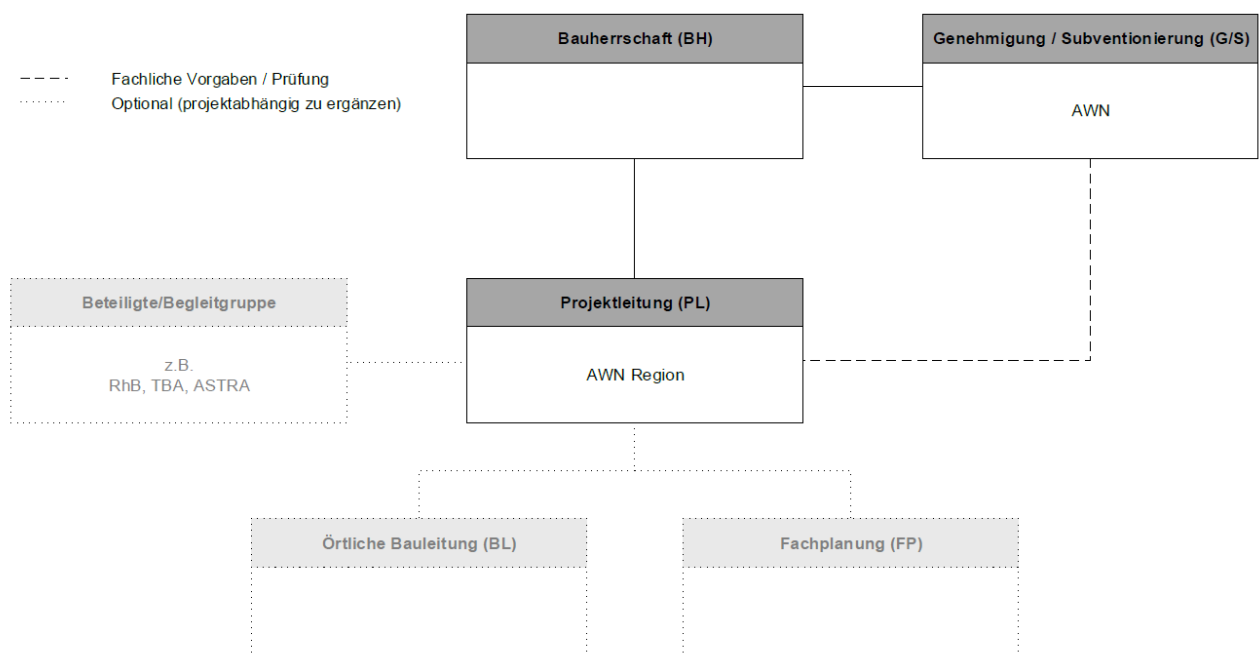 Bauherrschaft (BH)
Genehmigung / Subventionierung (G/S)
Fachliche Vorgaben / Prüfung
Optional (projektabhängig zu ergänzen)
AWN
Beteiligte/Begleitgruppe
Projektleitung (PL)
z.B.
RhB, TBA, ASTRA
AWN Region
Örtliche Bauleitung (BL)
Fachplanung (FP)